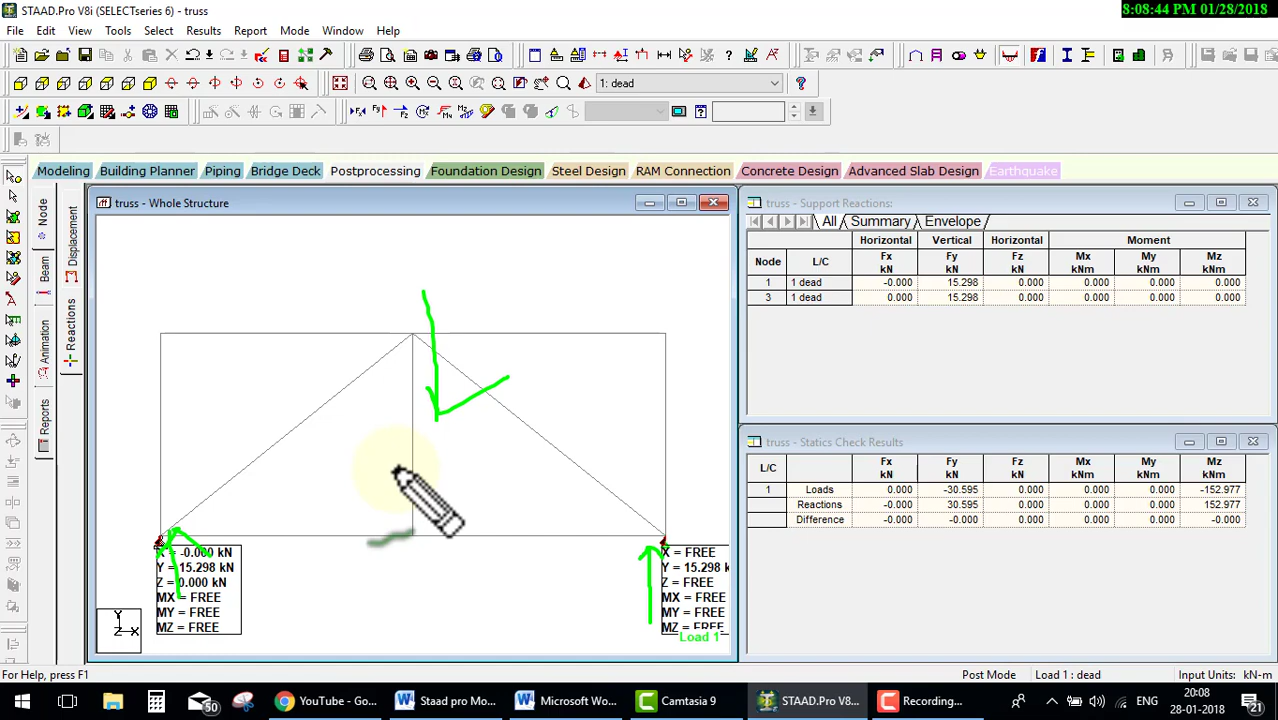 STAAD.Pro V8i (SELECTseries 6) - truss
8:08:44 PM 01/28/2018
File Edit View Tools Select Results Report Mode Window Help
1: dead
Modeling Building Planner Piping Bridge Deck Postprocessing Foundation Design Steel Design RAM Connection Concrete Design Advanced Slab Design Earthquake
Node
Beam
Animation
Reports
Displacement
Reactions
truss - Whole Structure
X = -0.000 kN
Y = 15.298 kN
Z = 0.000 kN
MX = FREE
MY = FREE
MZ = FREE
X = FREE
Y = 15.298 kN
Z = FREE
MX = FREE
MY = FREE
MZ = FREE
Load 1
Y
Z X
truss - Support Reactions:
All Summary Envelope
Horizontal Vertical Horizontal Moment
Node L/C Fx kN Fy kN Fz kN Mx kNm My kNm Mz kNm
1 1 dead -0.000 15.298 0.000 0.000 0.000 0.000
3 1 dead 0.000 15.298 0.000 0.000 0.000 0.000
truss - Statics Check Results
L/C Fx kN Fy kN Fz kN Mx kNm My kNm Mz kNm
1 Loads 0.000 -30.595 0.000 0.000 0.000 -152.977
Reactions -0.000 30.595 0.000 0.000 0.000 152.977
Difference -0.000 -0.000 0.000 0.000 0.000 -0.000
For Help, press F1
Post Mode Load 1 : dead Input Units: kN-m
50 YouTube - Go... Staad pro Mo... Microsoft Wo... Camtasia 9 STAAD.Pro V8... Recording... ENG 20:08 28-01-2018 21